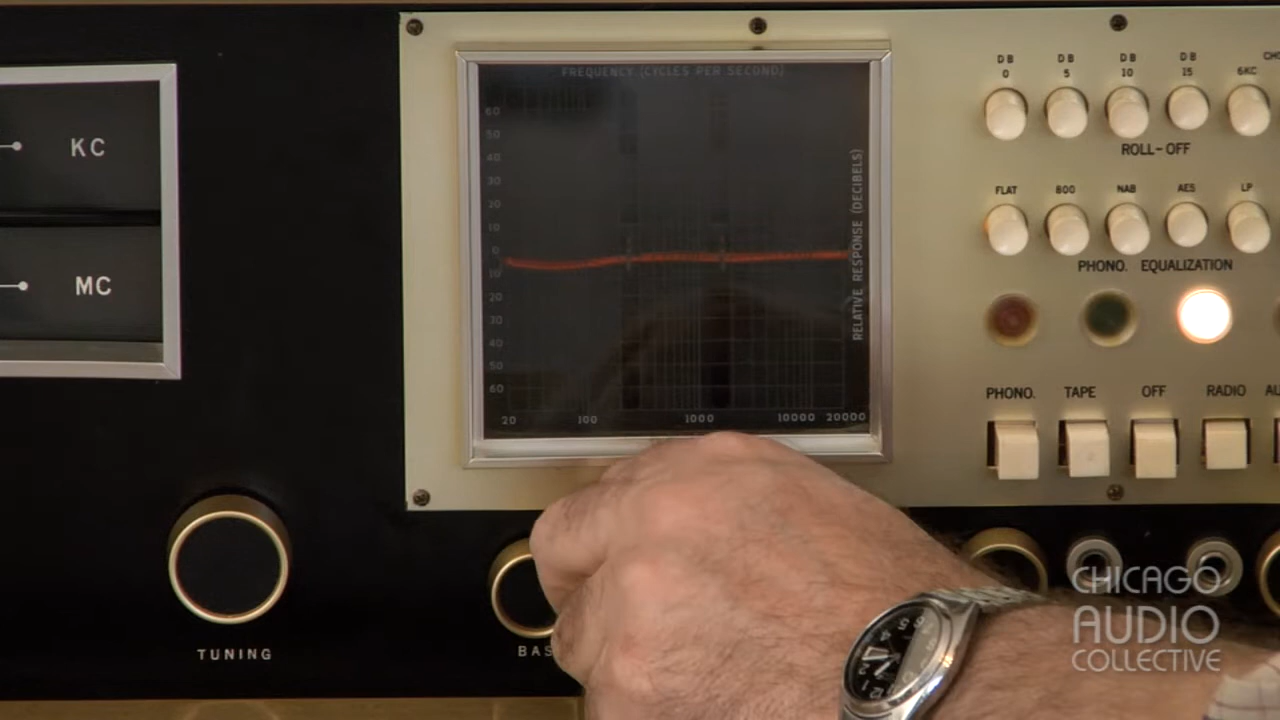 KC
MC
TUNING
BAS
FREQUENCY (CYCLES PER SECOND)
60
50
40
30
20
10
0
10
20
30
40
50
60
20 100 1000 10000 20000
RELATIVE RESPONSE (DECIBELS)
DB DB DB DB
0 5 10 15 6KC
ROLL-OFF
FLAT 800 NAB AES LP
PHONO. EQUALIZATION
PHONO. TAPE OFF RADIO AU
CHICAGO
AUDIO
COLLECTIVE